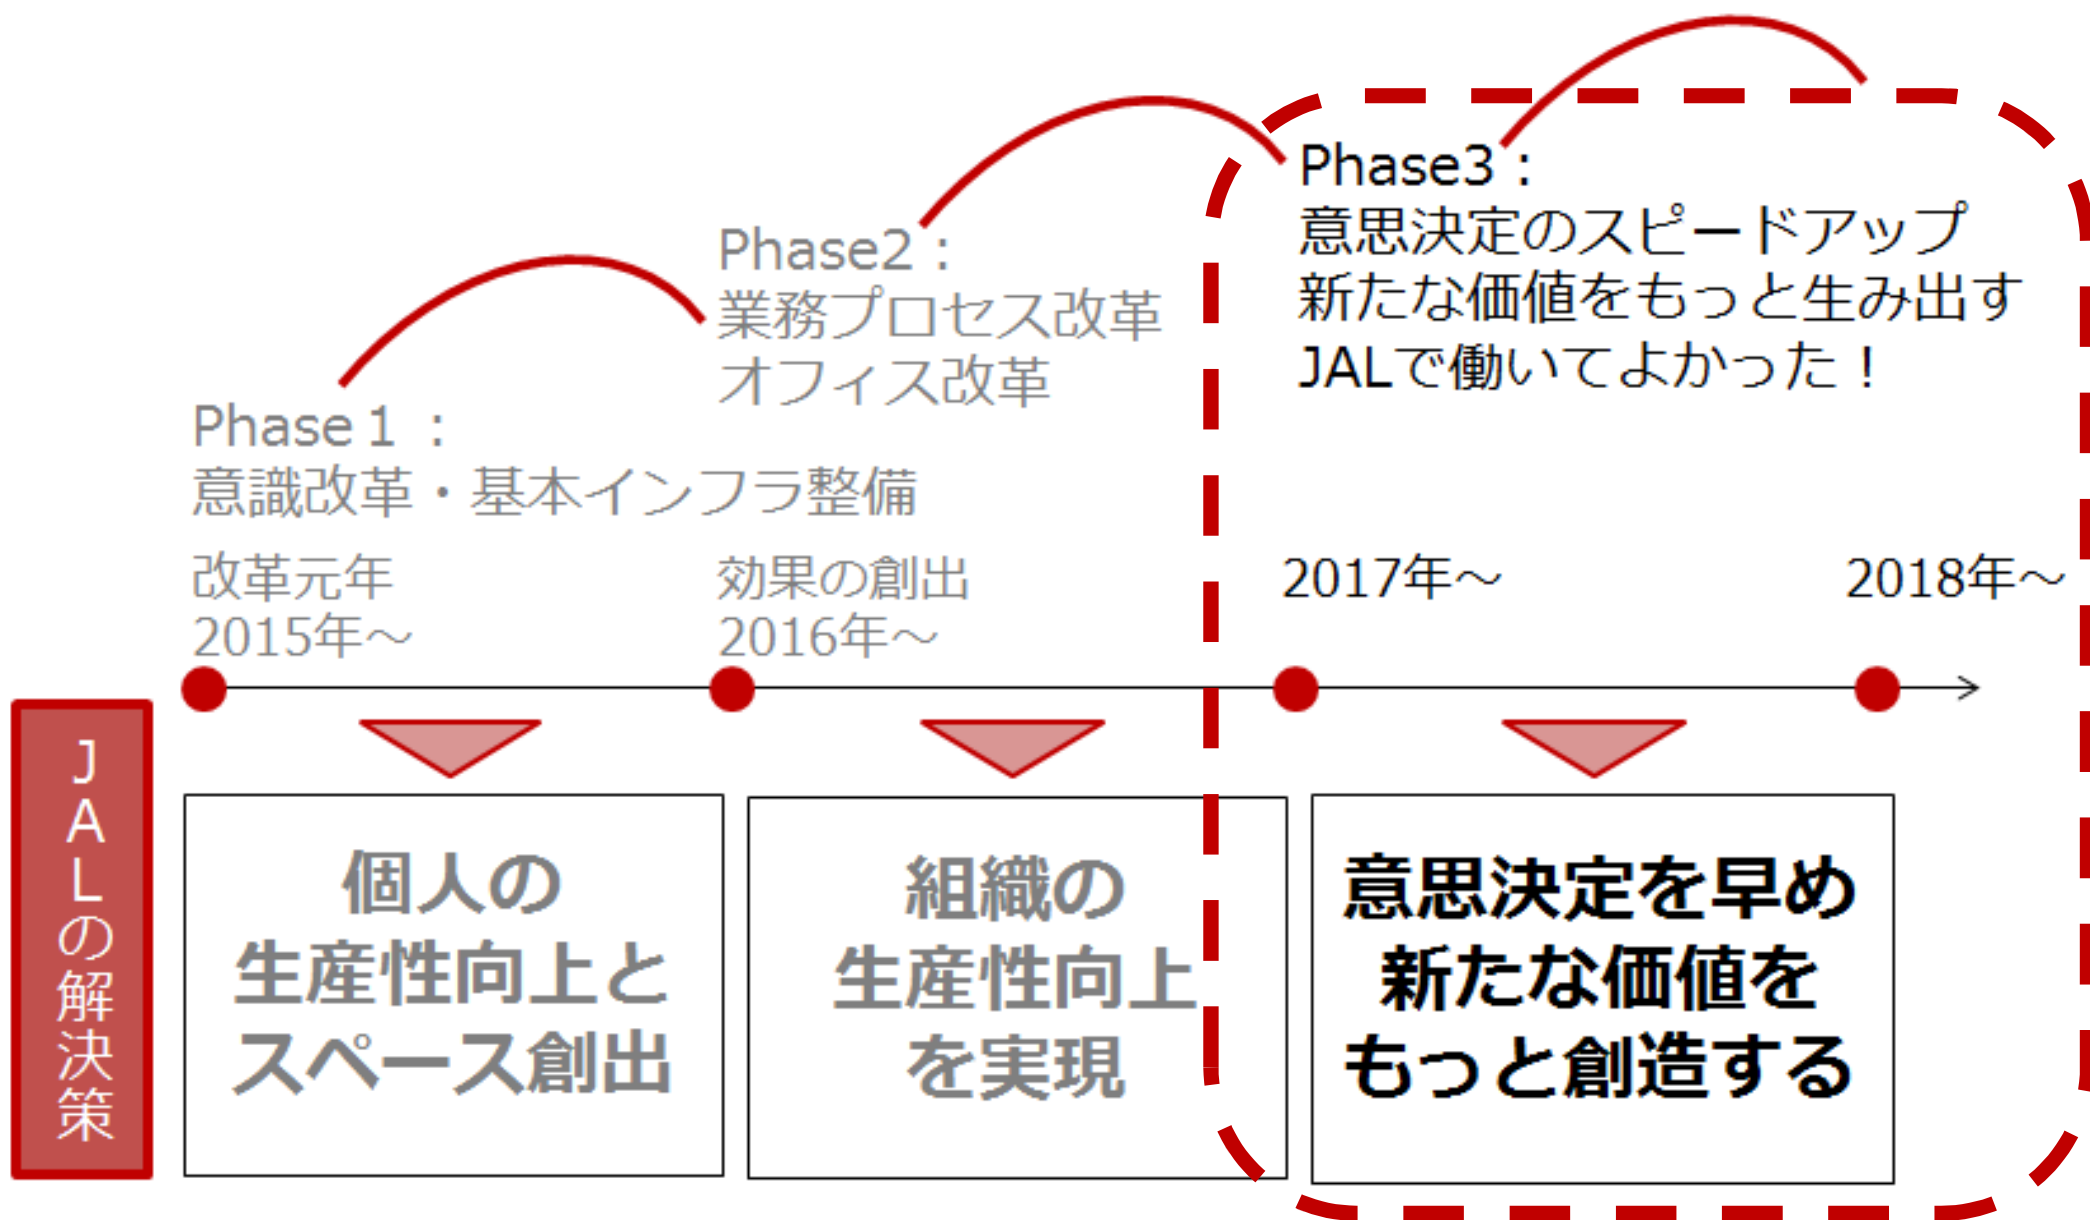 Phase3：
意思決定のスピードアップ
新たな価値をもっと生み出す
JALで働いてよかった！
Phase2：
業務プロセス改革
オフィス改革
Phase１：
意識改革・基本インフラ整備
改革元年
2015年～
効果の創出
2016年～
2017年～
2018年～
JALの解決策
個人の
生産性向上と
スペース創出
組織の
生産性向上
を実現
意思決定を早め
新たな価値を
もっと創造する